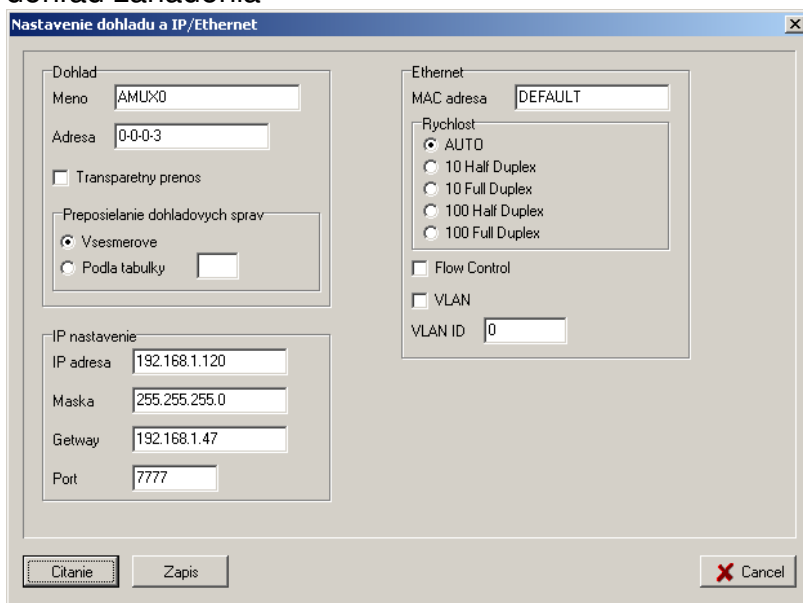 dohľad zariadenia
Nastavenie dohladu a IP/Ethernet
Dohlad
Meno AMUX0
Adresa 0-0-0-3
Transparetny prenos
Preposielanie dohladovych sprav
Vsesmerove
Podla tabulky
IP nastavenie
IP adresa 192.168.1.120
Maska 255.255.255.0
Getway 192.168.1.47
Port 7777
Ethernet
MAC adresa DEFAULT
Rychlost
AUTO
10 Half Duplex
10 Full Duplex
100 Half Duplex
100 Full Duplex
Flow Control
VLAN
VLAN ID 0
Citanie
Zapis
Cancel